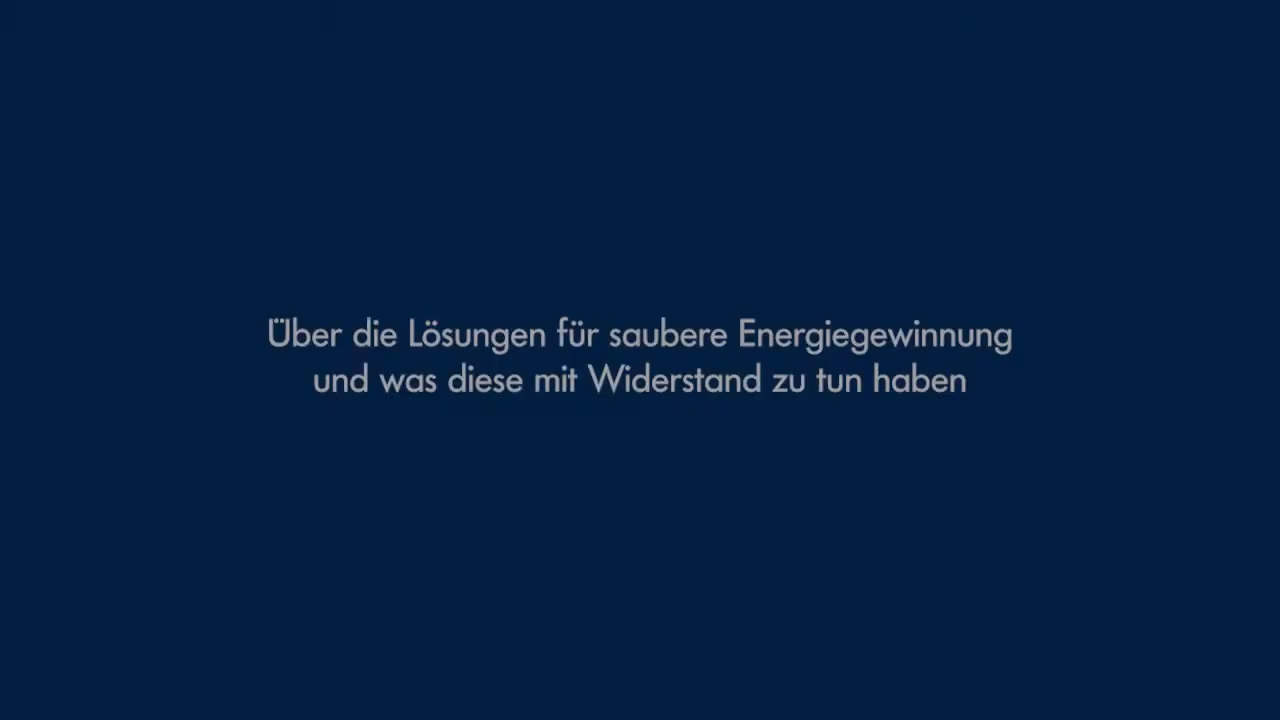 Über die Lösungen für saubere Energiegewinnung
und was diese mit Widerstand zu tun haben